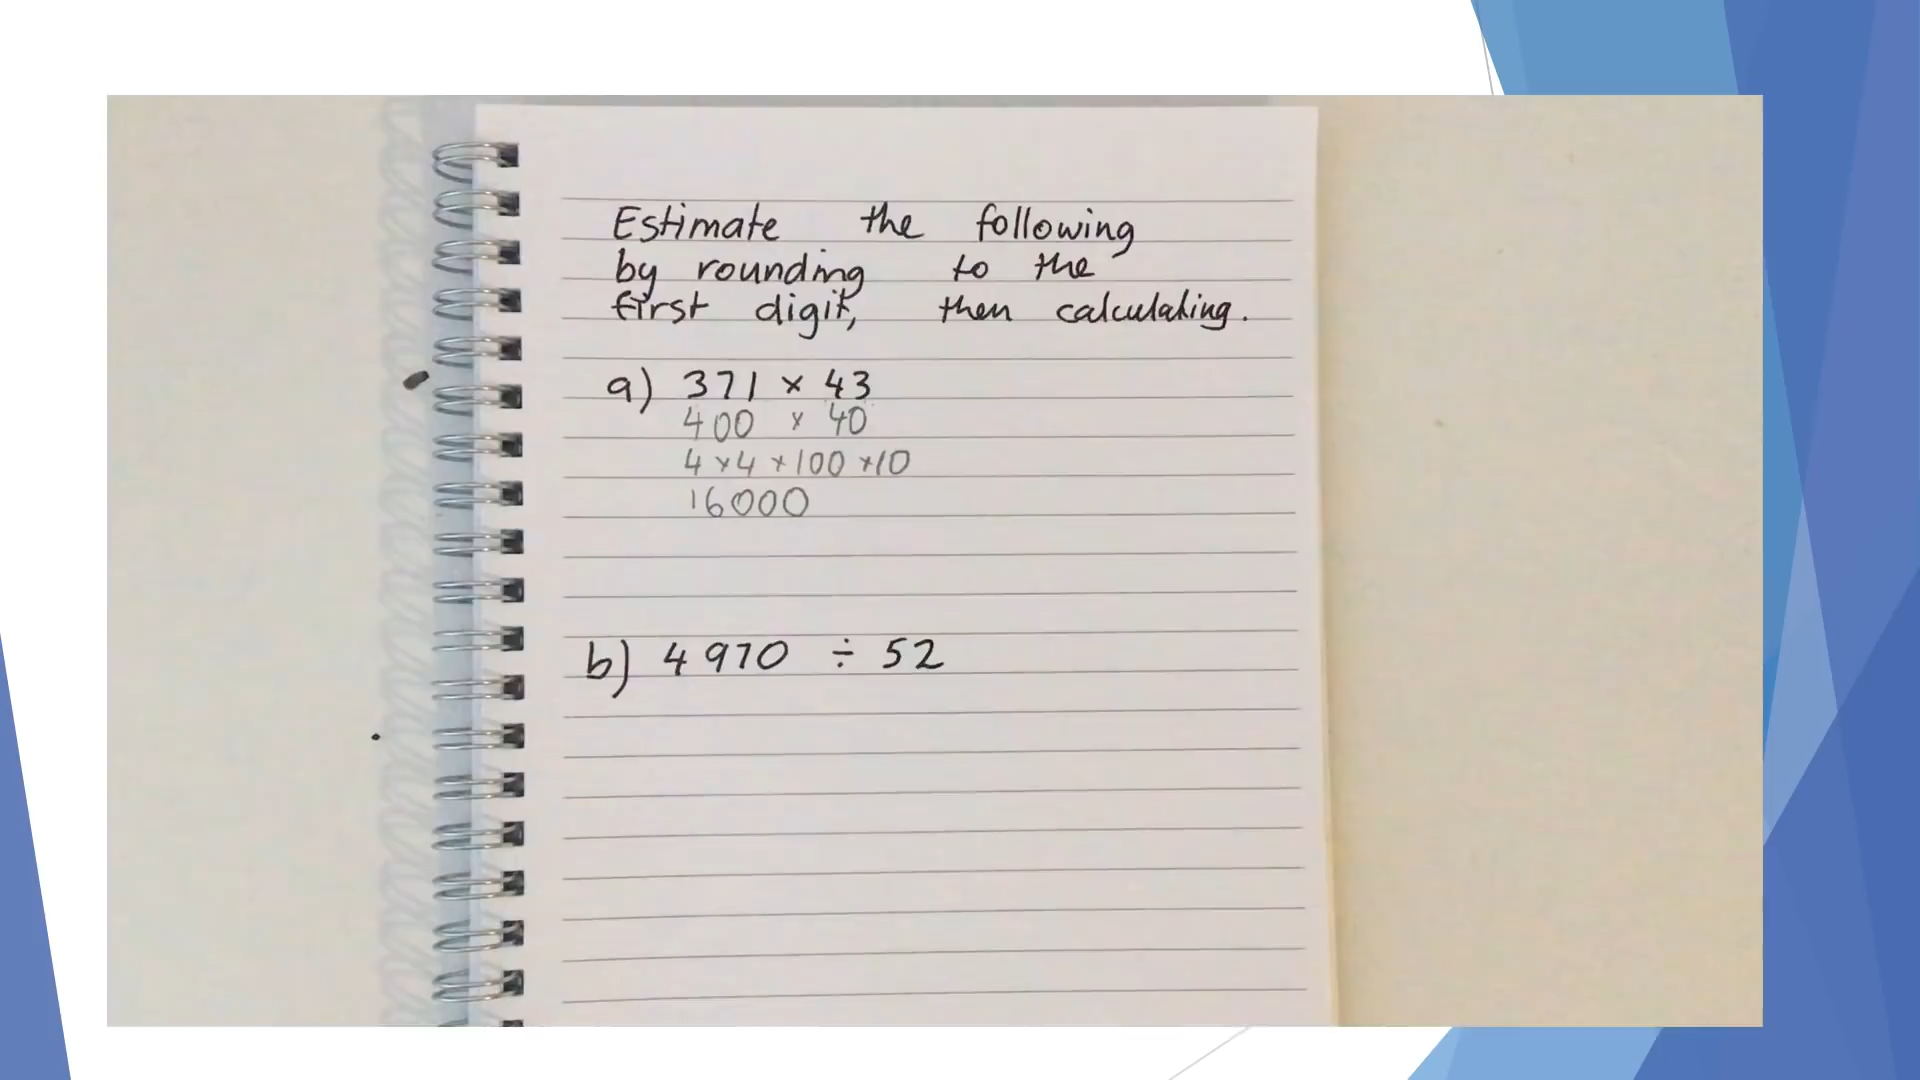 Estimate the following
by rounding to the
first digit, then calculating.
a) 371 × 43
400 × 40
4 × 4 × 100 × 10
16000
b) 4970 ÷ 52